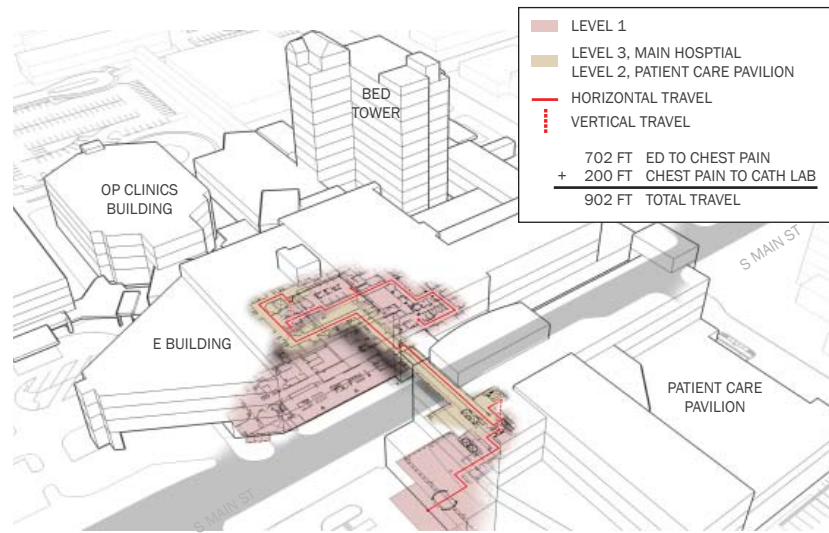 LEVEL 1
LEVEL 3, MAIN HOSPTIAL
LEVEL 2, PATIENT CARE PAVILION
HORIZONTAL TRAVEL
VERTICAL TRAVEL
702 FT ED TO CHEST PAIN
+ 200 FT CHEST PAIN TO CATH LAB
902 FT TOTAL TRAVEL
BED
TOWER
OP CLINICS
BUILDING
S MAIN ST
E BUILDING
PATIENT CARE
PAVILION
S MAIN ST